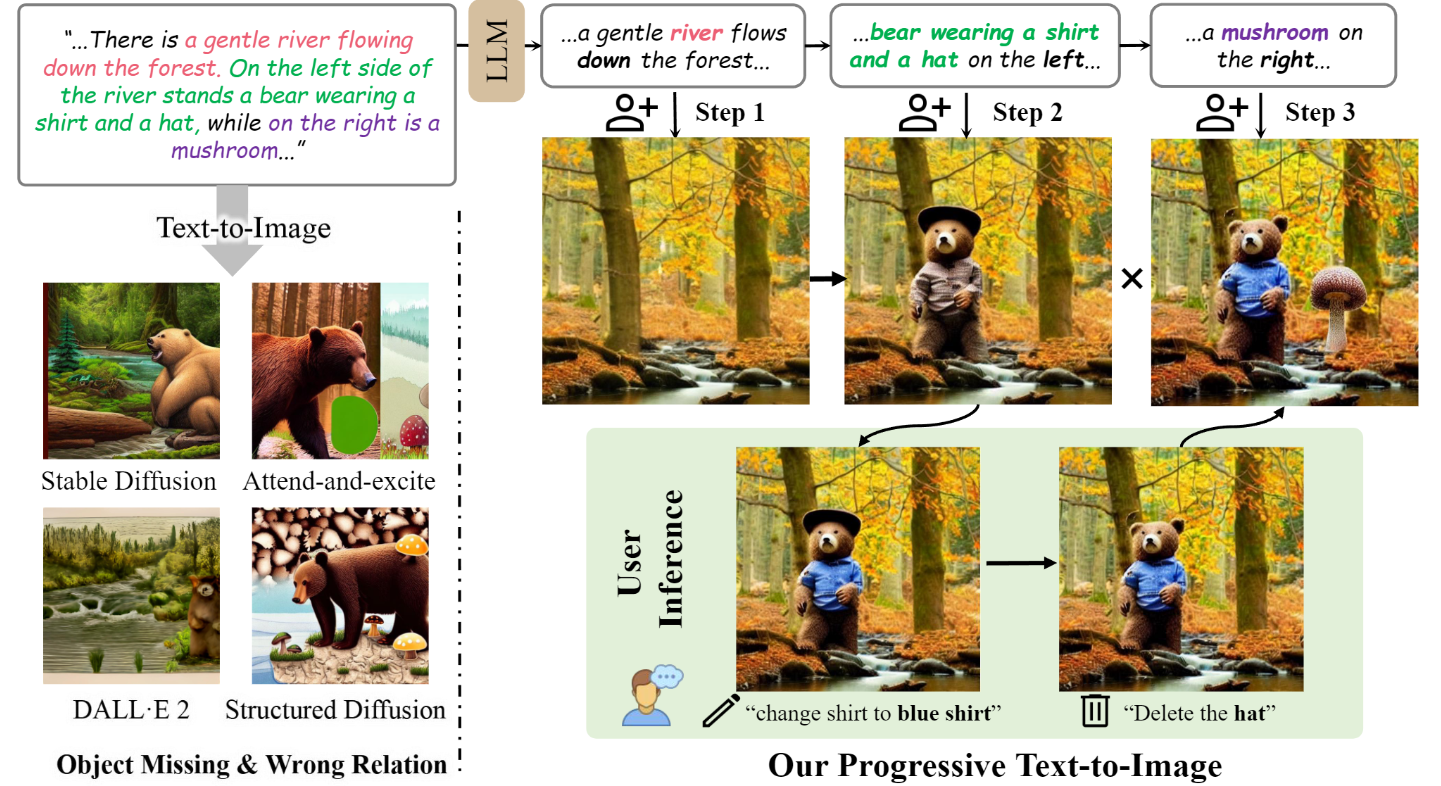 “...There is a gentle river flowing
down the forest. On the left side of
the river stands a bear wearing a
shirt and a hat, while on the right is a
mushroom...”
LLM
...a gentle river flows
down the forest...
...bear wearing a shirt
and a hat on the left...
...a mushroom on
the right...
Step 1
Step 2
Step 3
Text-to-Image
Stable Diffusion
Attend-and-excite
DALL·E 2
Structured Diffusion
Object Missing & Wrong Relation
User
Inference
“change shirt to blue shirt”
“Delete the hat”
Our Progressive Text-to-Image